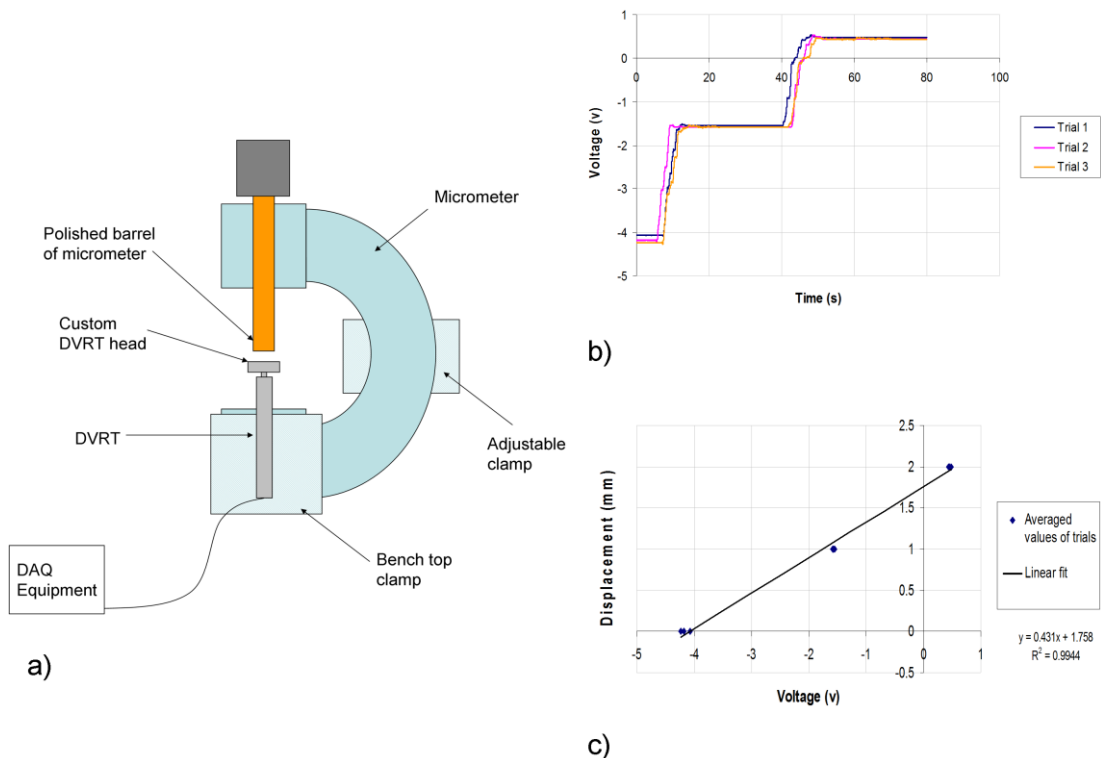 Polished barrel
of micrometer
Micrometer
Custom
DVRT head
DVRT
Adjustable
clamp
Bench top
clamp
DAQ
Equipment
a)
1
0
-1
-2
-3
-4
-5
0
20
40
60
80
100
Voltage (v)
Time (s)
Trial 1
Trial 2
Trial 3
b)
2.5
2
1.5
1
0.5
0
-0.5
-5
-4
-3
-2
-1
0
1
Displacement (mm)
Voltage (v)
Averaged
values of trials
Linear fit
y = 0.431x + 1.758
R² = 0.9944
c)